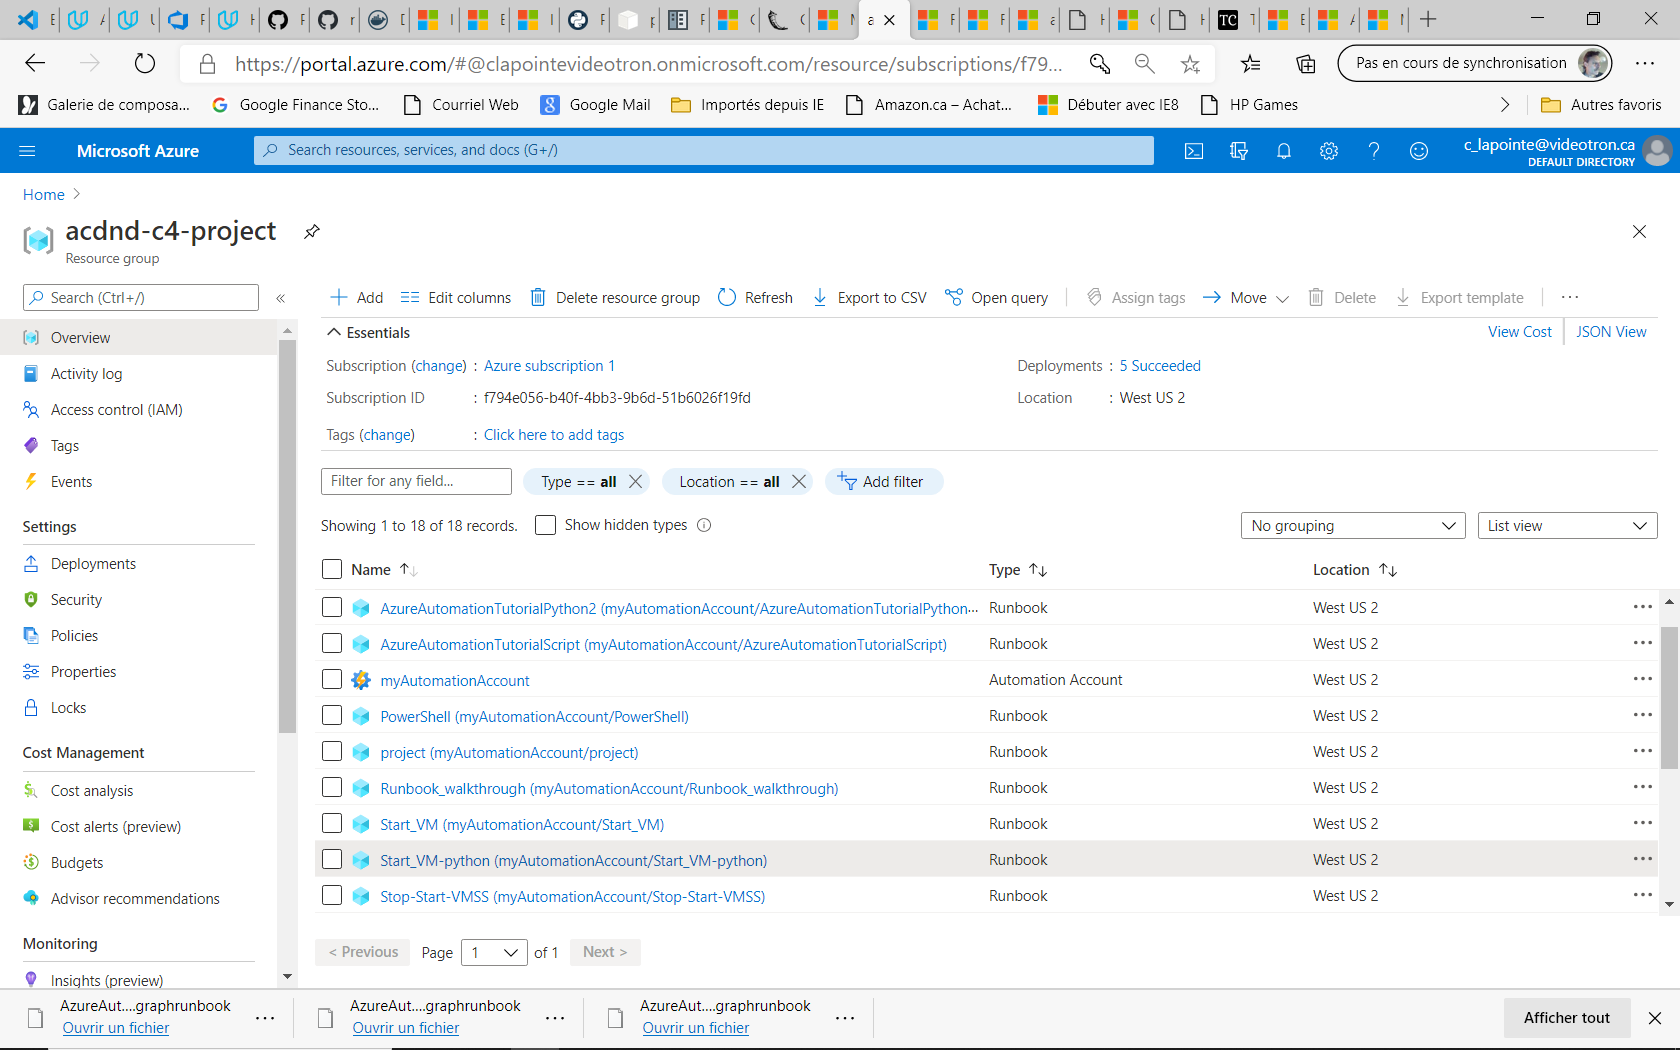 https://portal.azure.com/#@clapointevideotron.onmicrosoft.com/resource/subscriptions/f79...
Pas en cours de synchronisation
Galerie de composa...
Google Finance Sto...
Courriel Web
Google Mail
Importés depuis IE
Amazon.ca – Achat...
Débuter avec IE8
HP Games
Autres favoris
Microsoft Azure
Search resources, services, and docs (G+/)
c_lapointe@videotron.ca
DEFAULT DIRECTORY
Home
acdnd-c4-project
Resource group
Search (Ctrl+/)
Add
Edit columns
Delete resource group
Refresh
Export to CSV
Open query
Assign tags
Move
Delete
Export template
Overview
Activity log
Access control (IAM)
Tags
Events
Settings
Deployments
Security
Policies
Properties
Locks
Cost Management
Cost analysis
Cost alerts (preview)
Budgets
Advisor recommendations
Monitoring
Insights (preview)
Essentials
View Cost
JSON View
Subscription (change) : Azure subscription 1
Deployments : 5 Succeeded
Subscription ID : f794e056-b40f-4bb3-9b6d-51b6026f19fd
Location : West US 2
Tags (change) : Click here to add tags
Filter for any field...
Type == all
Location == all
Add filter
Showing 1 to 18 of 18 records.
Show hidden types
No grouping
List view
Name Type Location
AzureAutomationTutorialPython2 (myAutomationAccount/AzureAutomationTutorialPython... Runbook West US 2
AzureAutomationTutorialScript (myAutomationAccount/AzureAutomationTutorialScript) Runbook West US 2
myAutomationAccount Automation Account West US 2
PowerShell (myAutomationAccount/PowerShell) Runbook West US 2
project (myAutomationAccount/project) Runbook West US 2
Runbook_walkthrough (myAutomationAccount/Runbook_walkthrough) Runbook West US 2
Start_VM (myAutomationAccount/Start_VM) Runbook West US 2
Start_VM-python (myAutomationAccount/Start_VM-python) Runbook West US 2
Stop-Start-VMSS (myAutomationAccount/Stop-Start-VMSS) Runbook West US 2
< Previous Page 1 of 1 Next >
AzureAut....graphrunbook
Ouvrir un fichier
AzureAut....graphrunbook
Ouvrir un fichier
AzureAut....graphrunbook
Ouvrir un fichier
Afficher tout